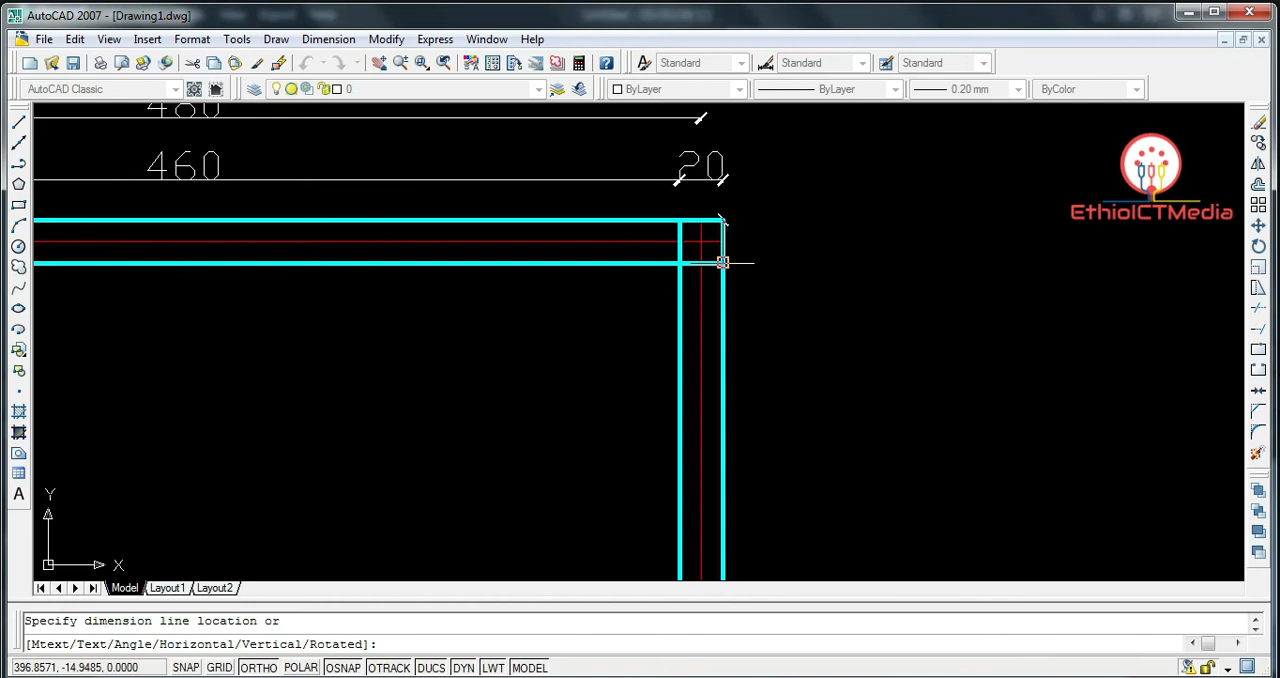 AutoCAD 2007 - [Drawing1.dwg]
File Edit View Insert Format Tools Draw Dimension Modify Express Window Help
Standard Standard Standard
AutoCAD Classic 0 ByLayer ByLayer 0.20 mm ByColor
480
460 20
EthioICTMedia
Y
X
A
Model Layout1 Layout2
Specify dimension line location or
[Mtext/Text/Angle/Horizontal/Vertical/Rotated]:
396.8571, -14.9485, 0.0000 SNAP GRID ORTHO POLAR OSNAP OTRACK DUCS DYN LWT MODEL